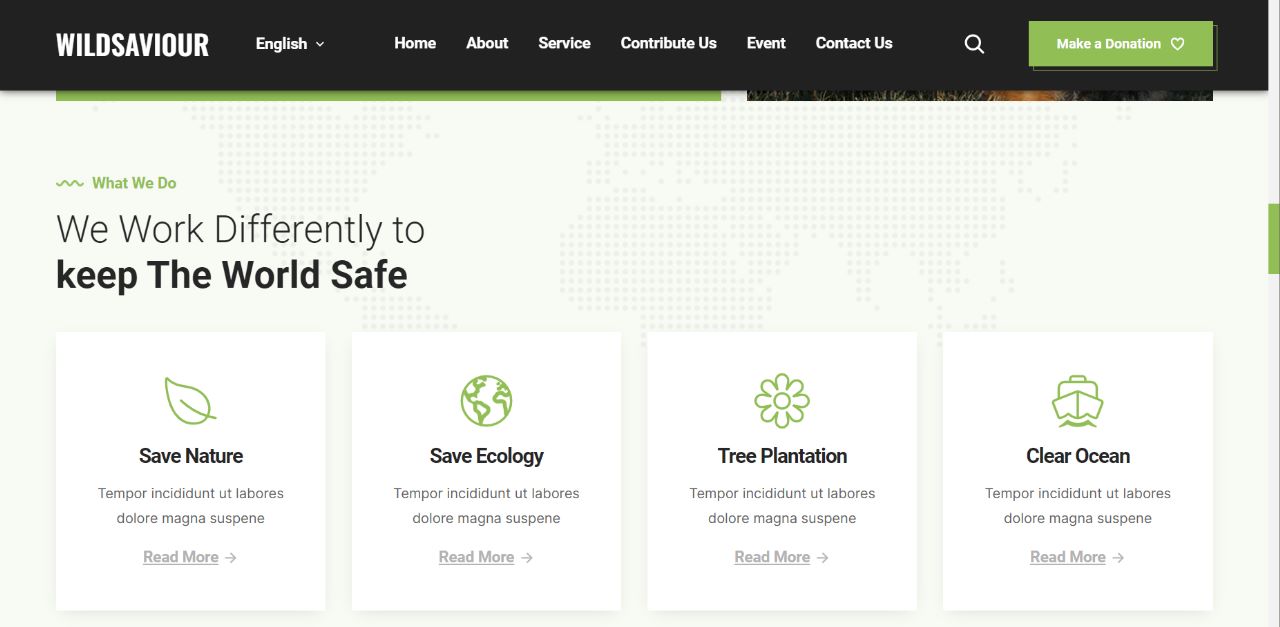 WILDSAVIOUR English Home About Service Contribute Us Event Contact Us Make a Donation
What We Do
We Work Differently to
keep The World Safe
Save Nature
Tempor incididunt ut labores
dolore magna suspene
Read More
Save Ecology
Tempor incididunt ut labores
dolore magna suspene
Read More
Tree Plantation
Tempor incididunt ut labores
dolore magna suspene
Read More
Clear Ocean
Tempor incididunt ut labores
dolore magna suspene
Read More